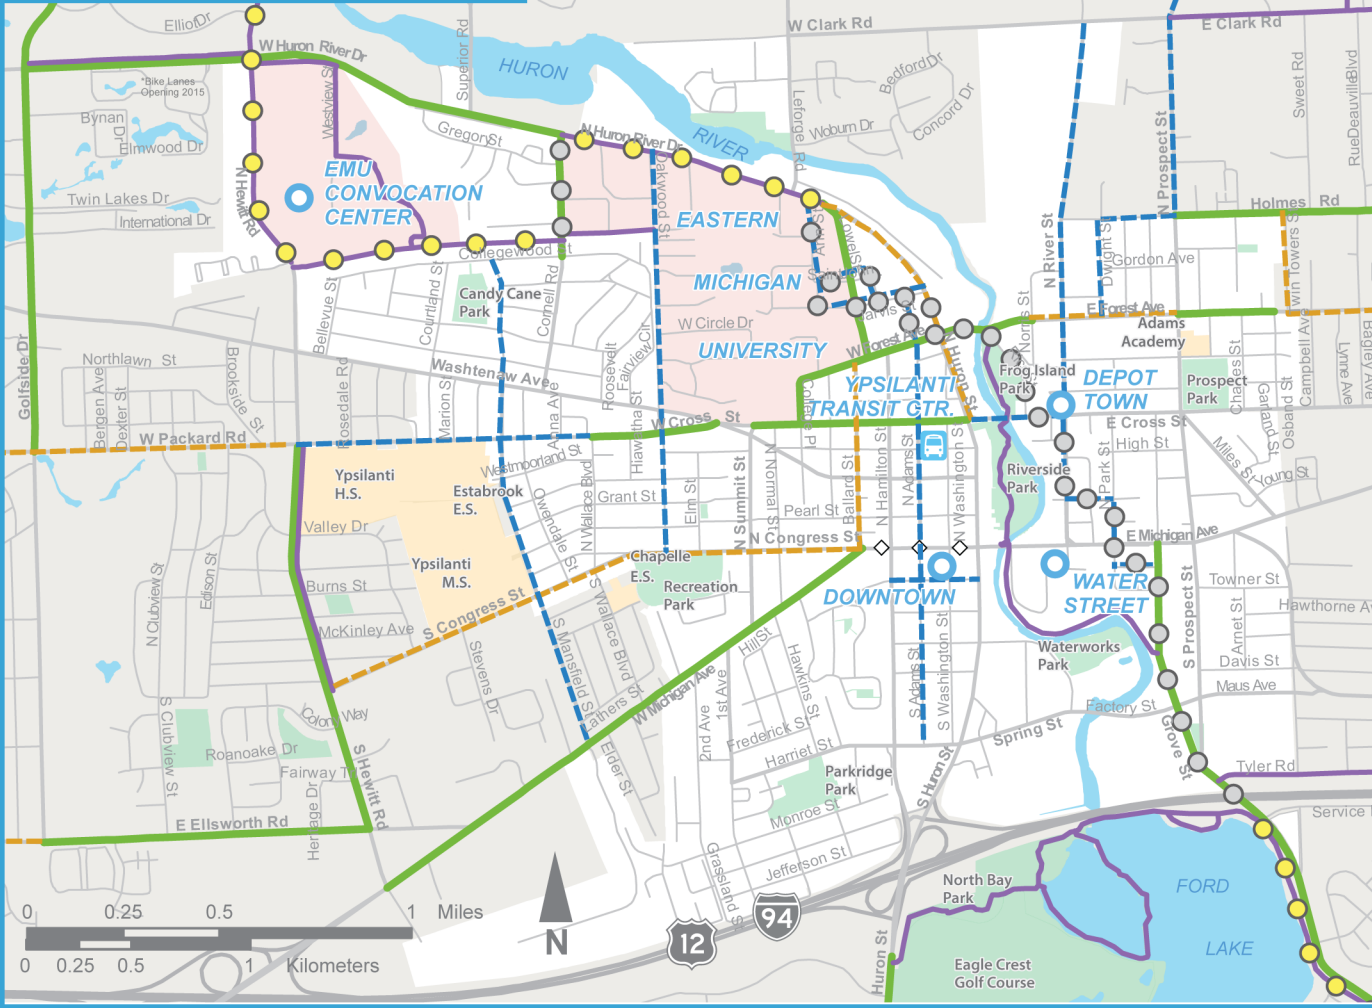 Elliot Dr
W Huron River Dr
*Bike Lanes
Opening 2015
Bynan
Dr
Elmwood Dr
Twin Lakes Dr
International Dr
N Hewitt Rd
Westview St
EMU
CONVOCATION
CENTER
Superior Rd
HURON
RIVER
Gregory St
N Huron River Dr
W Clark Rd
E Clark Rd
Leforge Rd
Bedford Dr
Concord Dr
Woburn Dr
Sweet Rd
RueDeauville Blvd
N Prospect St
Holmes Rd
Oakwood St
EASTERN
MICHIGAN
UNIVERSITY
W Circle Dr
Collegewood St
Candy Cane
Park
Courtland St
Bellevue St
Cornell Rd
Fairview Cir
Roosevelt
Jarvis St
W Forest Ave
Huron St
N River St
Norris St
Dwight St
Gordon Ave
E Forest Ave
Adams
Academy
Prospect
Park
Charles St
Garland St
Osband St
Campbell Ave
Lynne Ave
Bagley Ave
Golfside Dr
Northlawn St
Bergen Ave
Dexter St
Brookside St
Rosedale Rd
Washtenaw Ave
Marion St
Anna Ave
Hiawatha St
W Cross St
College Pl
YPSILANTI
TRANSIT CTR.
Frog Island
Park
DEPOT
TOWN
E Cross St
High St
Miles St
Young St
W Packard Rd
Ypsilanti
H.S.
Estabrook
E.S.
Westmoorland St
Owendale St
N Wallace Blvd
Grant St
Elm St
N Summit St
N Normal St
Pearl St
Ballard St
N Hamilton St
N Adams St
N Washington St
Riverside
Park
N Park St
Valley Dr
Ypsilanti
M.S.
N Congress St
E Michigan Ave
Chapelle
E.S.
Recreation
Park
DOWNTOWN
WATER
STREET
N Clubview St
Edison St
Burns St
McKinley Ave
S Congress St
S Mansfield St
S Wallace Blvd
Stevens Dr
Lathers St
W Michigan Ave
Hill St
Hawkins St
1st Ave
2nd Ave
S Adams St
S Washington St
Waterworks
Park
S Prospect St
Towner St
Hawthorne Av
Arnet St
Davis St
Maus Ave
Factory St
Spring St
Grove St
Tyler Rd
Service
S Clubview St
Roanoake Dr
Colony Way
Fairway
Heritage Dr
S Hewitt Rd
E Ellsworth Rd
Elder St
Frederick St
Harriet St
Parkridge
Park
Monroe St
Jefferson St
Grassland St
S Huron St
Huron St
North Bay
Park
Eagle Crest
Golf Course
FORD
LAKE
0 0.25 0.5 1 Miles
0 0.25 0.5 1 Kilometers
N
12
94